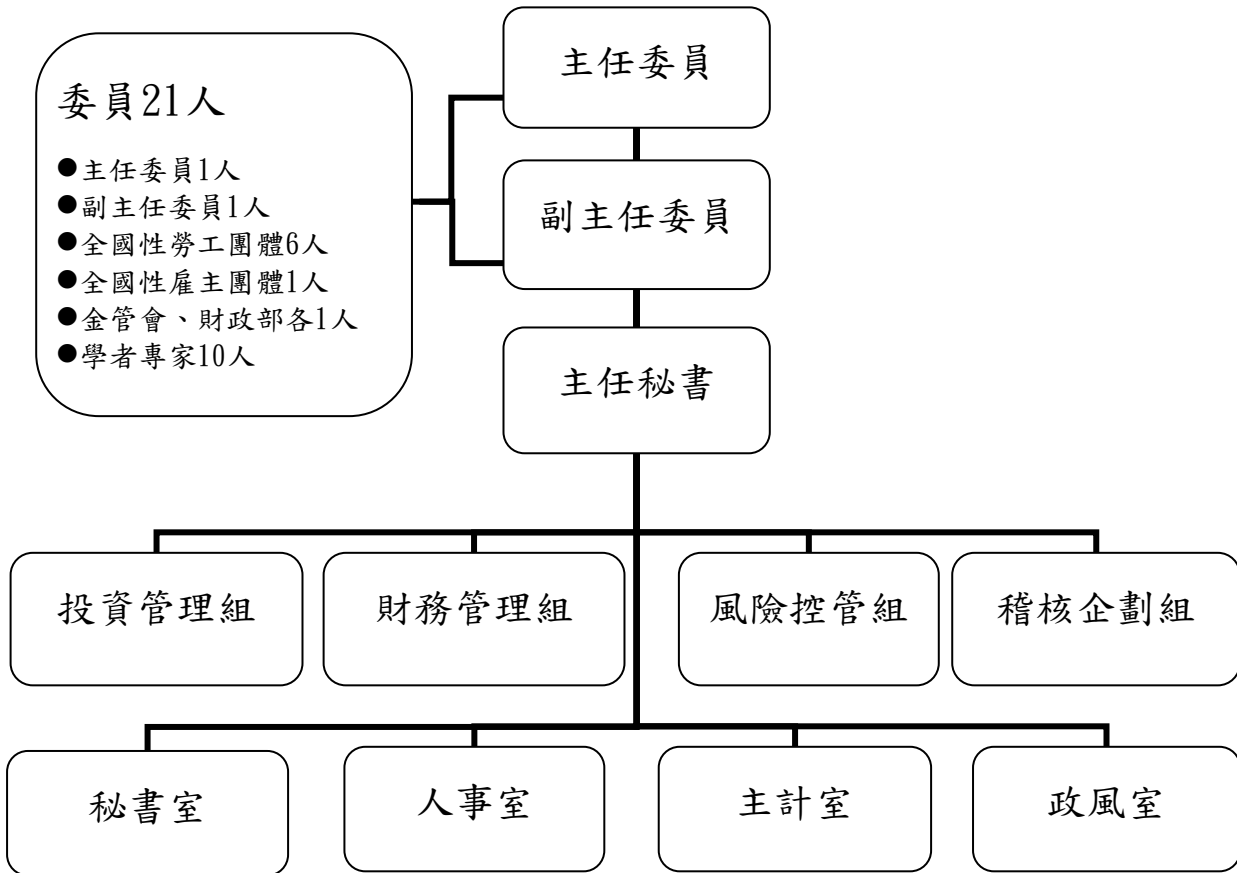 委員21人
●主任委員1人
●副主任委員1人
●全國性勞工團體6人
●全國性雇主團體1人
●金管會、財政部各1人
●學者專家10人
主任委員
副主任委員
主任秘書
投資管理組
財務管理組
風險控管組
稽核企劃組
秘書室
人事室
主計室
政風室